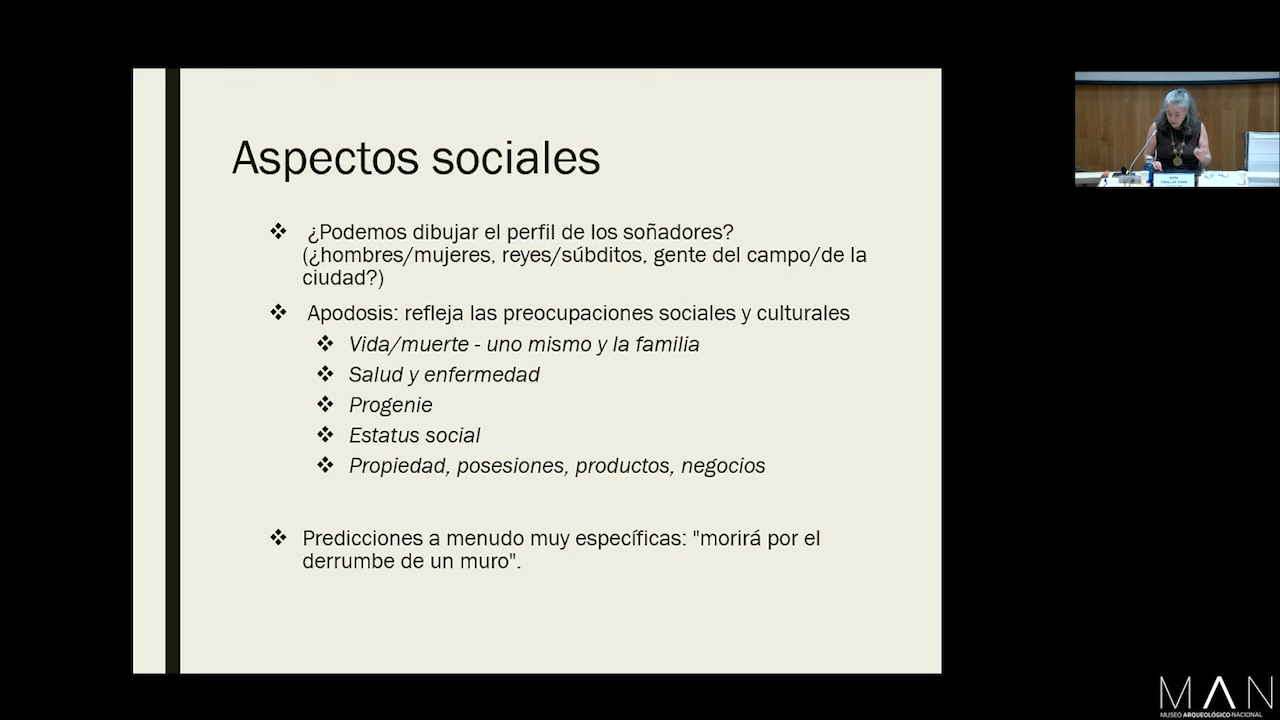 Aspectos sociales
¿Podemos dibujar el perfil de los soñadores?
(¿hombres/mujeres, reyes/súbditos, gente del campo/de la
ciudad?)
Apodosis: refleja las preocupaciones sociales y culturales
Vida/muerte - uno mismo y la familia
Salud y enfermedad
Progenie
Estatus social
Propiedad, posesiones, productos, negocios
Predicciones a menudo muy específicas: "morirá por el
derrumbe de un muro".
MAN
MUSEO ARQUEOLÓGICO NACIONAL